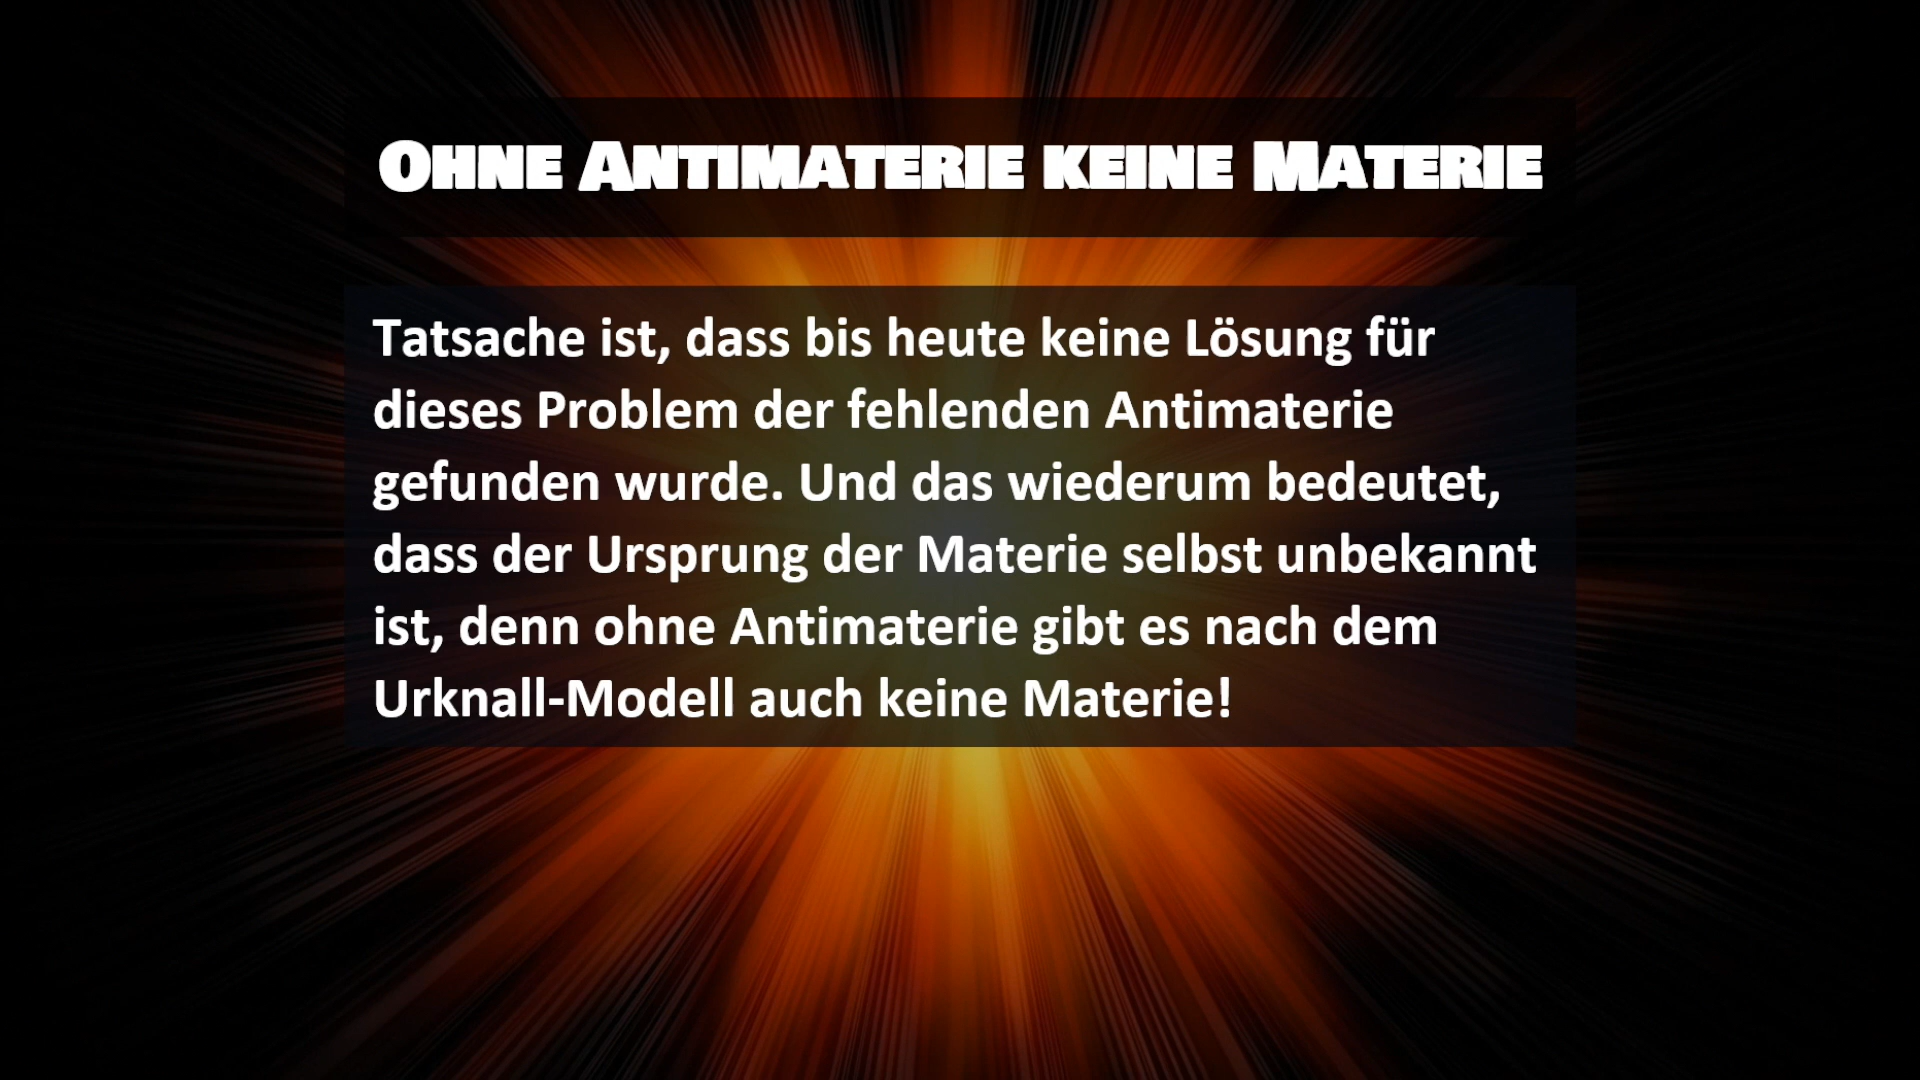 Ohne Antimaterie keine Materie
Tatsache ist, dass bis heute keine Lösung für
dieses Problem der fehlenden Antimaterie
gefunden wurde. Und das wiederum bedeutet,
dass der Ursprung der Materie selbst unbekannt
ist, denn ohne Antimaterie gibt es nach dem
Urknall-Modell auch keine Materie!